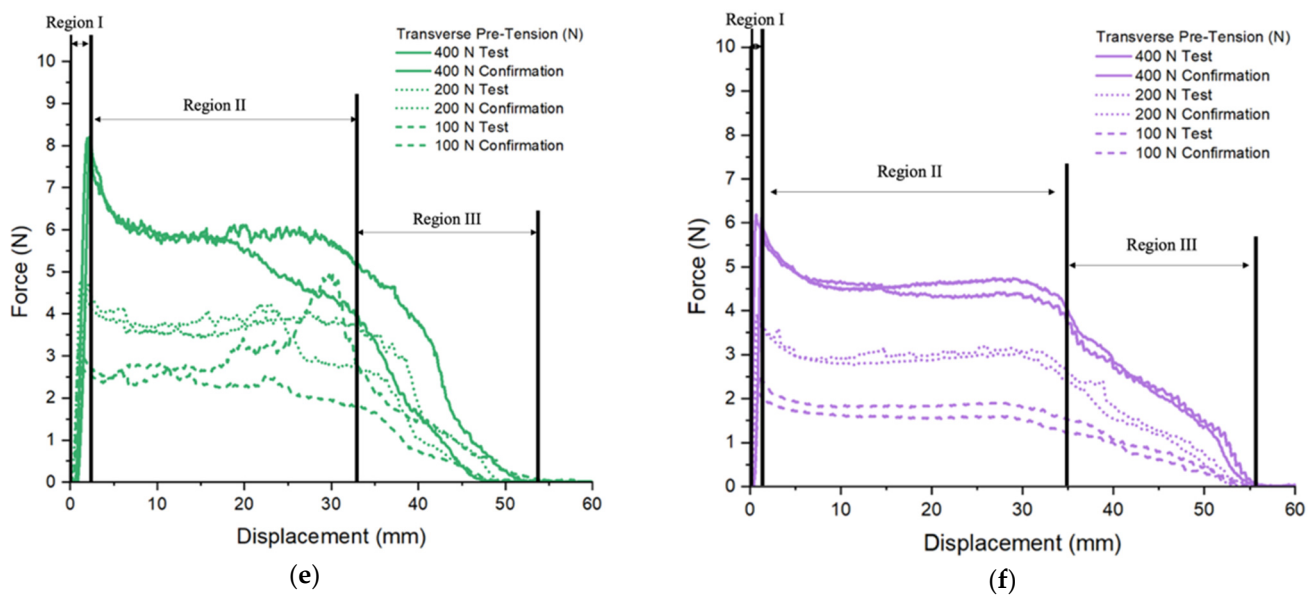 Region I
Transverse Pre-Tension (N)
400 N Test
400 N Confirmation
200 N Test
200 N Confirmation
100 N Test
100 N Confirmation
Region II
Region III
10
9
8
7
6
5
4
3
2
1
0
Force (N)
0 10 20 30 40 50 60
Displacement (mm)
(e)
Region I
Transverse Pre-Tension (N)
400 N Test
400 N Confirmation
200 N Test
200 N Confirmation
100 N Test
100 N Confirmation
Region II
Region III
10
9
8
7
6
5
4
3
2
1
0
Force (N)
0 10 20 30 40 50 60
Displacement (mm)
(f)